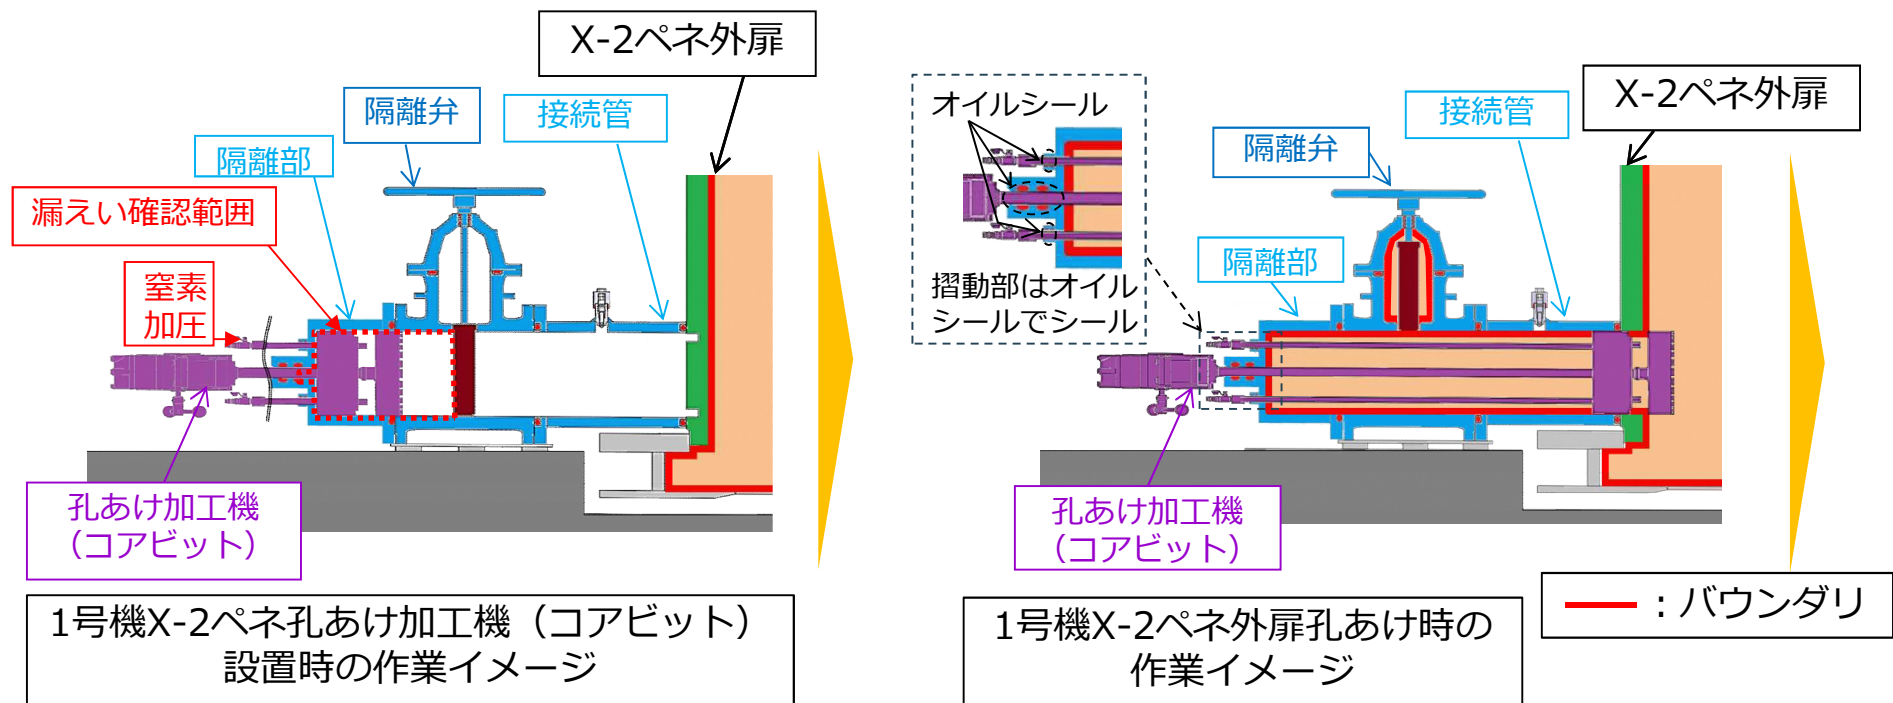 X-2ペネ外扉
隔離弁
接続管
隔離部
漏えい確認範囲
窒素
加圧
孔あけ加工機
（コアビット）
1号機X-2ペネ孔あけ加工機（コアビット）
設置時の作業イメージ
オイルシール
摺動部はオイル
シールでシール
X-2ペネ外扉
接続管
隔離弁
隔離部
孔あけ加工機
（コアビット）
1号機X-2ペネ外扉孔あけ時の
作業イメージ
：バウンダリ